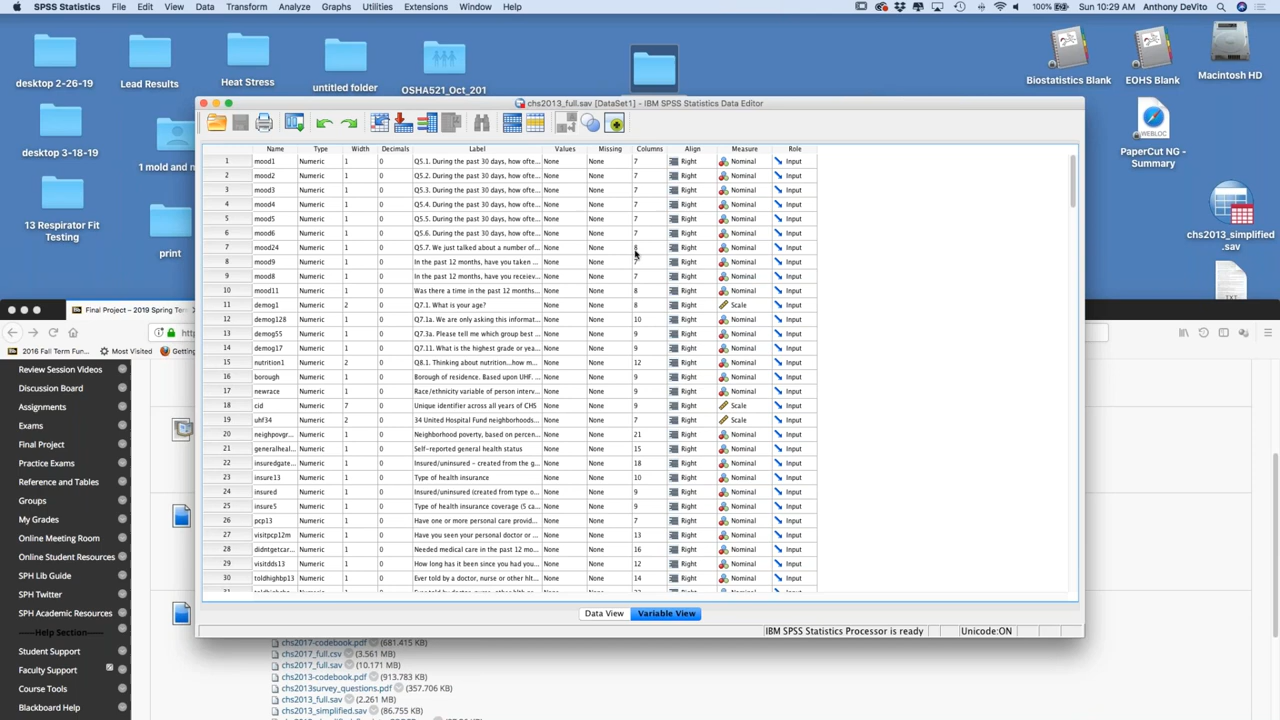 SPSS Statistics File Edit View Data Transform Analyze Graphs Utilities Extensions Window Help 100% Sun 10:29 AM Anthony DeVito
desktop 2-26-19
Lead Results
Heat Stress
untitled folder
OSHA521_Oct_201
Biostatistics Blank
EOHS Blank
Macintosh HD
desktop 3-18-19
1 mold and m
WEBLOC
PaperCut NG - Summary
13 Respirator Fit Testing
print
chs2013_simplified.sav
TXT
chs2013_full.sav [DataSet1] - IBM SPSS Statistics Data Editor
Name Type Width Decimals Label Values Missing Columns Align Measure Role
1 mood1 Numeric 1 0 Q5.1. During the past 30 days, how ofte... None None 7 Right Nominal Input
2 mood2 Numeric 1 0 Q5.2. During the past 30 days, how ofte... None None 7 Right Nominal Input
3 mood3 Numeric 1 0 Q5.3. During the past 30 days, how ofte... None None 7 Right Nominal Input
4 mood4 Numeric 1 0 Q5.4. During the past 30 days, how ofte... None None 7 Right Nominal Input
5 mood5 Numeric 1 0 Q5.5. During the past 30 days, how ofte... None None 7 Right Nominal Input
6 mood6 Numeric 1 0 Q5.6. During the past 30 days, how ofte... None None 7 Right Nominal Input
7 mood24 Numeric 1 0 Q5.7. We just talked about a number of... None None 8 Right Nominal Input
8 mood9 Numeric 1 0 In the past 12 months, have you taken ... None None 7 Right Nominal Input
9 mood8 Numeric 1 0 In the past 12 months, have you receiev... None None 7 Right Nominal Input
10 mood11 Numeric 1 0 Was there a time in the past 12 months... None None 8 Right Nominal Input
11 demog1 Numeric 2 0 Q7.1. What is your age? None None 8 Right Scale Input
12 demog128 Numeric 1 0 Q7.1a. We are only asking this informat... None None 10 Right Nominal Input
13 demog55 Numeric 1 0 Q7.3a. Please tell me which group best ... None None 9 Right Nominal Input
14 demog17 Numeric 1 0 Q7.11. What is the highest grade or yea... None None 9 Right Nominal Input
15 nutrition1 Numeric 2 0 Q8.1. Thinking about nutrition...how m... None None 12 Right Nominal Input
16 borough Numeric 1 0 Borough of residence. Based upon UHF. ... None None 9 Right Nominal Input
17 newrace Numeric 1 0 Race/ethnicity variable of person interv... None None 9 Right Nominal Input
18 cid Numeric 7 0 Unique identifier across all years of CHS None None 9 Right Scale Input
19 uhf34 Numeric 2 0 34 United Hospital Fund neighborhoods... None None 7 Right Scale Input
20 neighpovgr... Numeric 1 0 Neighborhood poverty, based on percen... None None 21 Right Nominal Input
21 generalheal... Numeric 1 0 Self-reported general health status None None 15 Right Nominal Input
22 insuredgate... Numeric 1 0 Insured/uninsured - created from the g... None None 18 Right Nominal Input
23 insure13 Numeric 1 0 Type of health insurance None None 10 Right Nominal Input
24 insured Numeric 1 0 Insured/uninsured (created from type o... None None 9 Right Nominal Input
25 insure5 Numeric 1 0 Type of health insurance coverage (5 ca... None None 9 Right Nominal Input
26 pcp13 Numeric 1 0 Have one or more personal care provid... None None 7 Right Nominal Input
27 visitpcp12m Numeric 1 0 Have you seen your personal doctor or ... None None 13 Right Nominal Input
28 didntgetcar... Numeric 1 0 Needed medical care in the past 12 mo... None None 16 Right Nominal Input
29 visitdds13 Numeric 1 0 How long has it been since you had you... None None 12 Right Nominal Input
30 toldhighbp13 Numeric 1 0 Ever told by a doctor, nurse or other hlt... None None 14 Right Nominal Input
Data View Variable View
IBM SPSS Statistics Processor is ready Unicode:ON
Final Project – 2019 Spring Ter
2016 Fall Term Fun... Most Visited Getting
Review Session Videos
Discussion Board
Assignments
Exams
Final Project
Practice Exams
Reference and Tables
Groups
My Grades
Online Meeting Room
Online Student Resources
SPH Lib Guide
SPH Twitter
SPH Academic Resources
---Help Section---
Student Support
Faculty Support
Course Tools
Blackboard Help
chs2017-codebook.pdf (681.415 KB)
chs2017_full.csv (3.561 MB)
chs2017_full.sav (10.171 MB)
chs2013-codebook.pdf (913.783 KB)
chs2013survey_questions.pdf (357.706 KB)
chs2013_full.sav (2.261 MB)
chs2013_simplified.sav (86.755 KB)